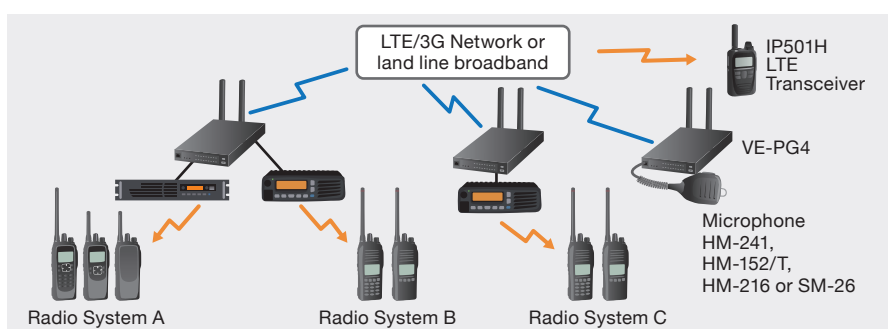 LTE/3G Network or
land line broadband
IP501H
LTE
Transceiver
VE-PG4
Microphone
HM-241,
HM-152/T,
HM-216 or SM-26
Radio System A
Radio System B
Radio System C